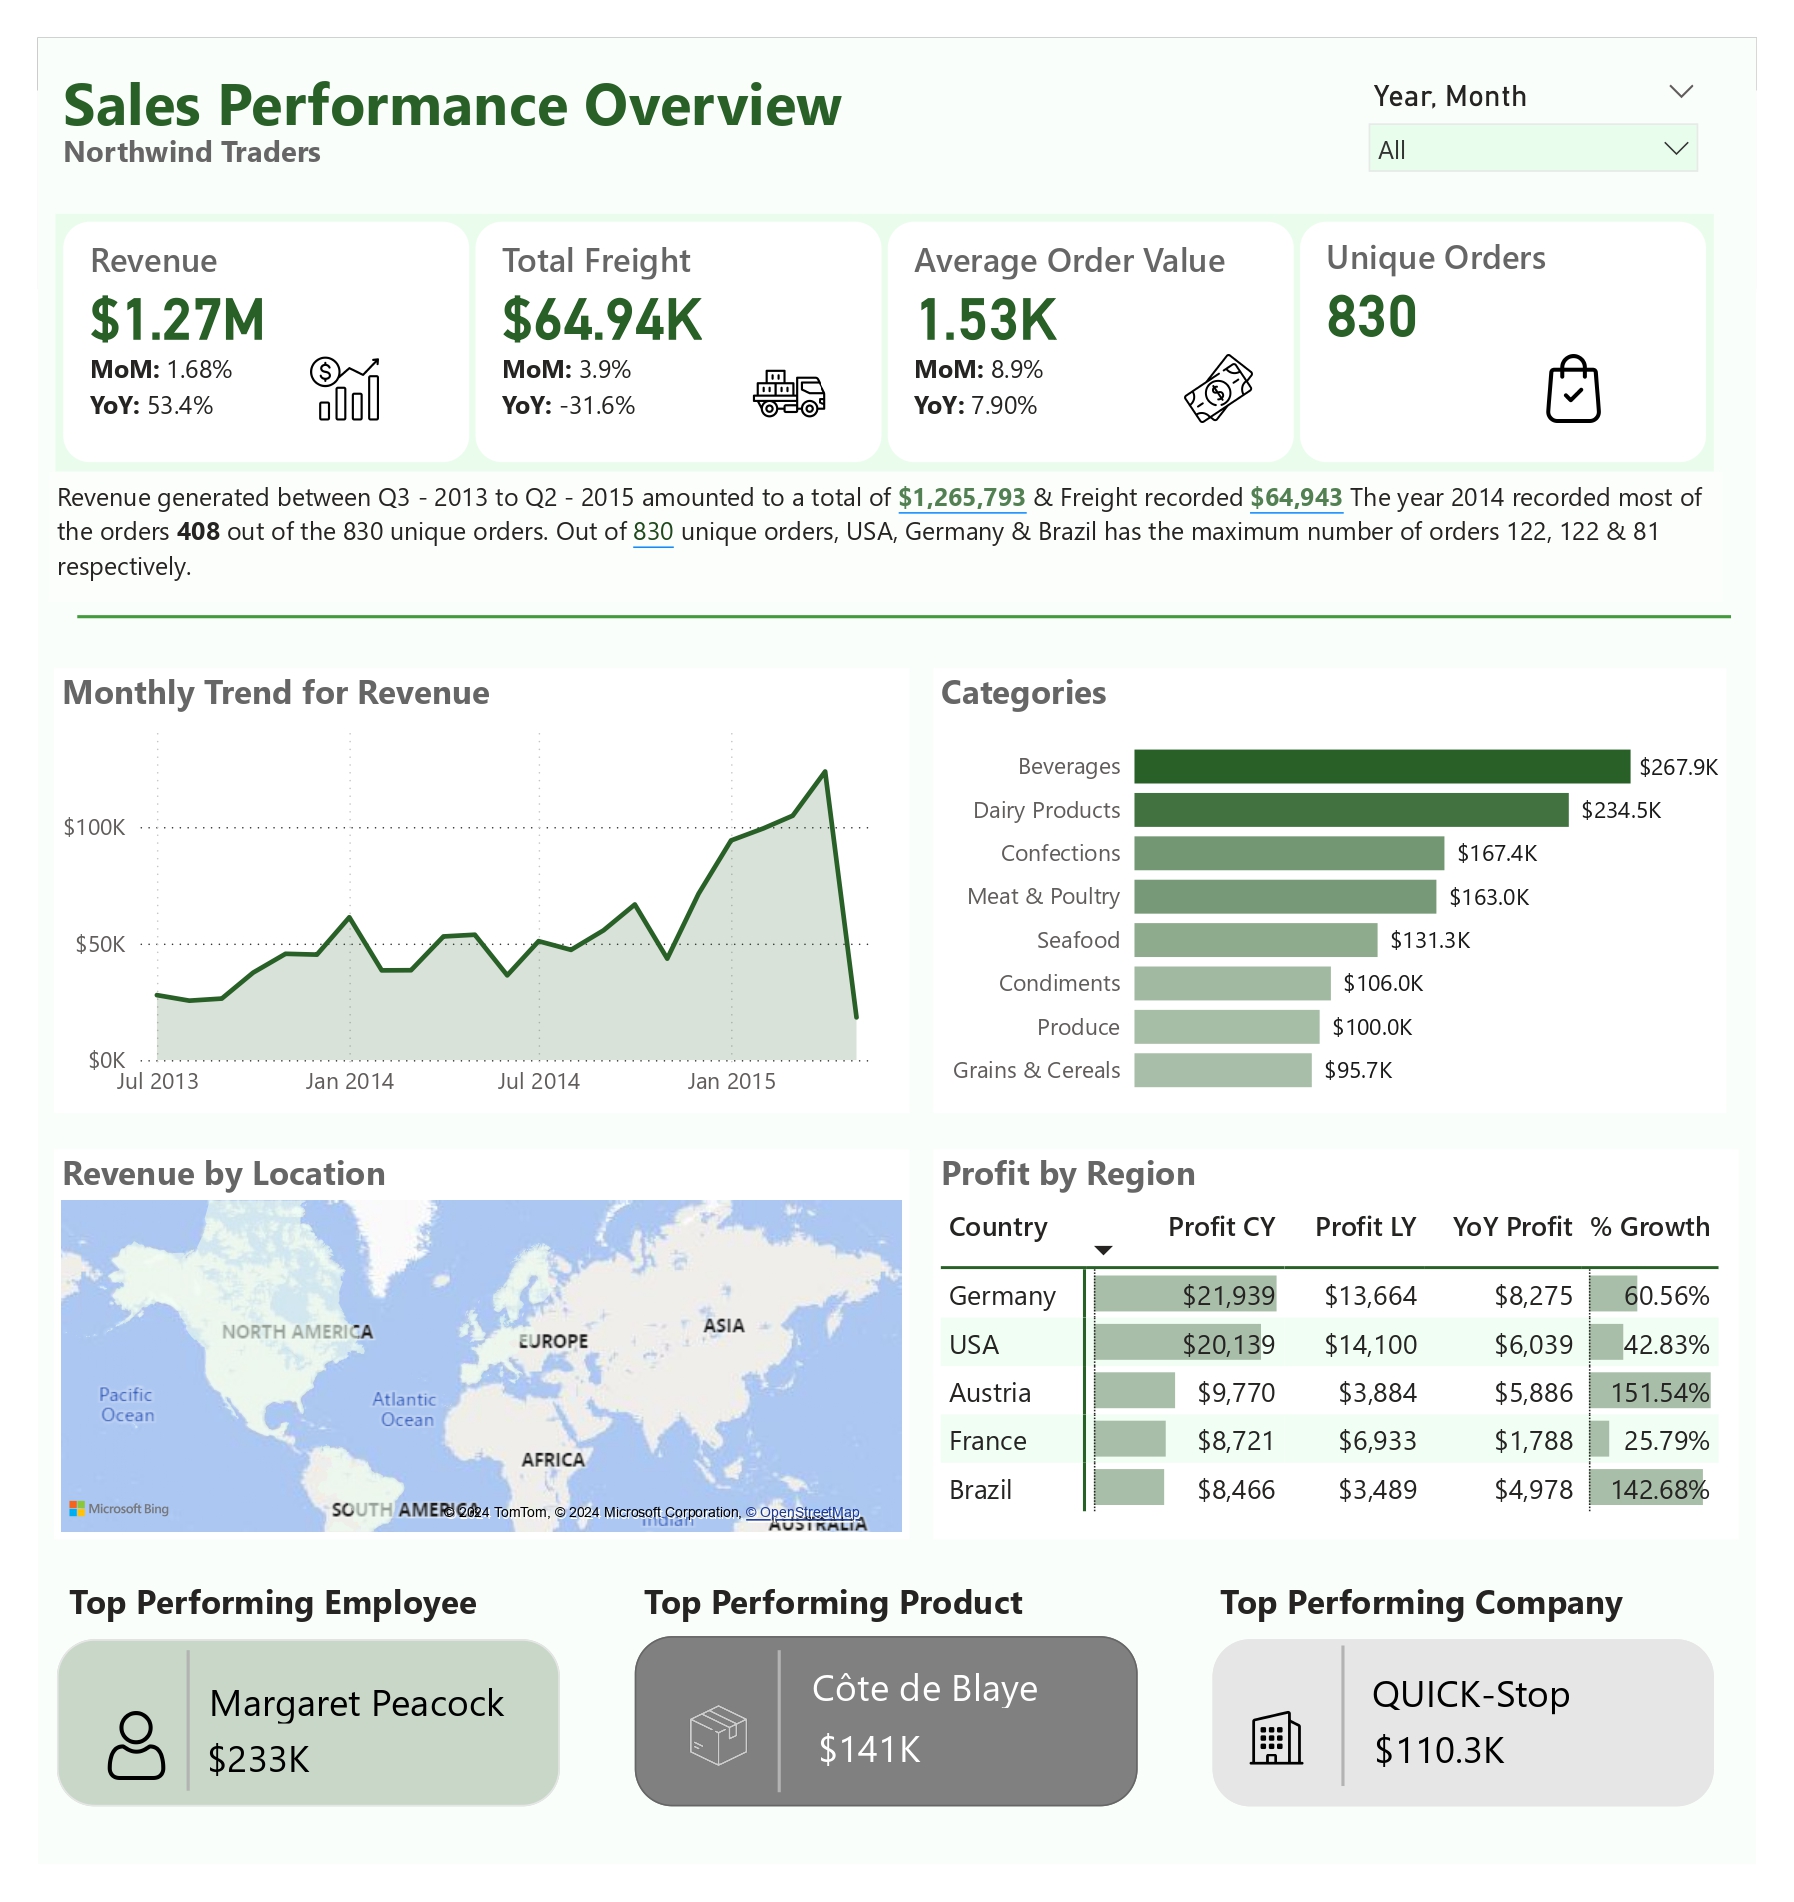 Sales Performance Overview
Northwind Traders
Year, Month
All
Revenue
$1.27M
MoM: 1.68%
YoY: 53.4%
Total Freight
$64.94K
MoM: 3.9%
YoY: -31.6%
Average Order Value
1.53K
MoM: 8.9%
YoY: 7.90%
Unique Orders
830
Revenue generated between Q3 - 2013 to Q2 - 2015 amounted to a total of $1,265,793 & Freight recorded $64,943 The year 2014 recorded most of
the orders 408 out of the 830 unique orders. Out of 830 unique orders, USA, Germany & Brazil has the maximum number of orders 122, 122 & 81
respectively.
Monthly Trend for Revenue
$100K
$50K
$0K
Jul 2013 Jan 2014 Jul 2014 Jan 2015
Categories
Beverages $267.9K
Dairy Products $234.5K
Confections $167.4K
Meat & Poultry $163.0K
Seafood $131.3K
Condiments $106.0K
Produce $100.0K
Grains & Cereals $95.7K
Revenue by Location
NORTH AMERICA
EUROPE
ASIA
Pacific
Ocean
Atlantic
Ocean
AFRICA
SOUTH AMERICA
Indian
AUSTRALIA
Microsoft Bing
© 2024 TomTom, © 2024 Microsoft Corporation, © OpenStreetMap
Profit by Region
Country Profit CY Profit LY YoY Profit % Growth
Germany $21,939 $13,664 $8,275 60.56%
USA $20,139 $14,100 $6,039 42.83%
Austria $9,770 $3,884 $5,886 151.54%
France $8,721 $6,933 $1,788 25.79%
Brazil $8,466 $3,489 $4,978 142.68%
Top Performing Employee
Margaret Peacock
$233K
Top Performing Product
Côte de Blaye
$141K
Top Performing Company
QUICK-Stop
$110.3K